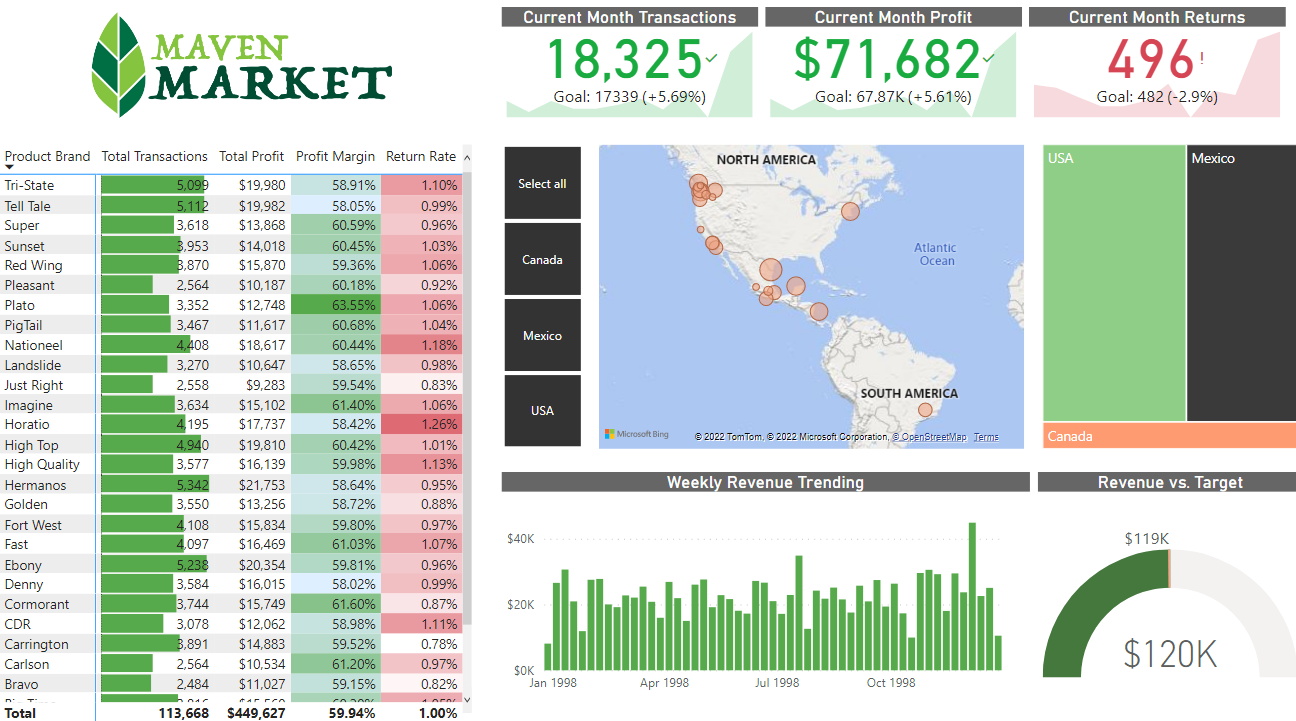 MAVEN
MARKET
Current Month Transactions
18,325
Goal: 17339 (+5.69%)
Current Month Profit
$71,682
Goal: 67.87K (+5.61%)
Current Month Returns
496!
Goal: 482 (-2.9%)
Product Brand Total Transactions Total Profit Profit Margin Return Rate
Tri-State 5,099 $19,980 58.91% 1.10%
Tell Tale 5,112 $19,982 58.05% 0.99%
Super 3,618 $13,868 60.59% 0.96%
Sunset 3,953 $14,018 60.45% 1.03%
Red Wing 3,870 $15,870 59.36% 1.06%
Pleasant 2,564 $10,187 60.18% 0.92%
Plato 3,352 $12,748 63.55% 1.06%
PigTail 3,467 $11,617 60.68% 1.04%
Nationeel 4,408 $18,617 60.44% 1.18%
Landslide 3,270 $10,647 58.65% 0.98%
Just Right 2,558 $9,283 59.54% 0.83%
Imagine 3,634 $15,102 61.40% 1.06%
Horatio 4,195 $17,737 58.42% 1.26%
High Top 4,940 $19,810 60.42% 1.01%
High Quality 3,577 $16,139 59.98% 1.13%
Hermanos 5,342 $21,753 58.64% 0.95%
Golden 3,550 $13,256 58.72% 0.88%
Fort West 4,108 $15,834 59.80% 0.97%
Fast 4,097 $16,469 61.03% 1.07%
Ebony 5,238 $20,354 59.81% 0.96%
Denny 3,584 $16,015 58.02% 0.99%
Cormorant 3,744 $15,749 61.60% 0.87%
CDR 3,078 $12,062 58.98% 1.11%
Carrington 3,891 $14,883 59.52% 0.78%
Carlson 2,564 $10,534 61.20% 0.97%
Bravo 2,484 $11,027 59.15% 0.82%
Total 113,668 $449,627 59.94% 1.00%
Select all
Canada
Mexico
USA
NORTH AMERICA
Atlantic
Ocean
SOUTH AMERICA
Microsoft Bing
© 2022 TomTom, © 2022 Microsoft Corporation, © OpenStreetMap Terms
USA
Mexico
Canada
Weekly Revenue Trending
$40K
$20K
$0K
Jan 1998 Apr 1998 Jul 1998 Oct 1998
Revenue vs. Target
$119K
$120K